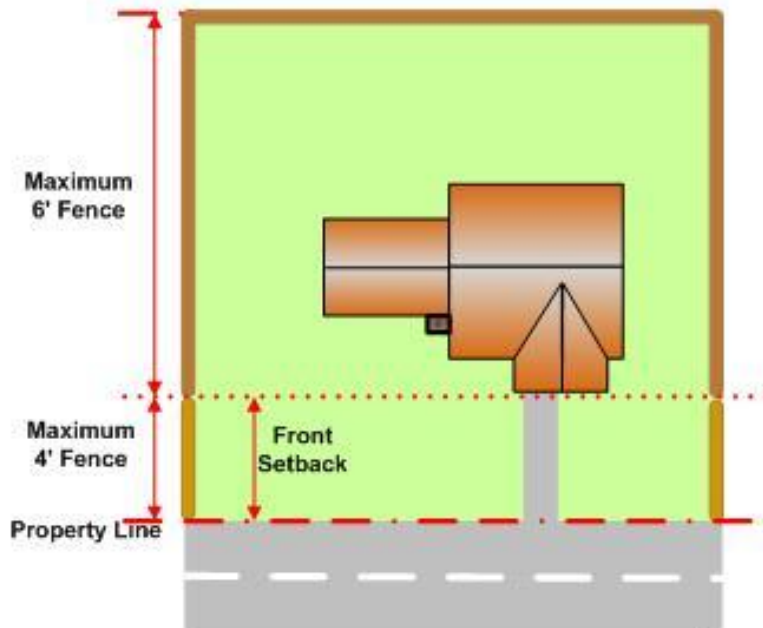 Maximum
6' Fence
Maximum
4' Fence
Front
Setback
Property Line